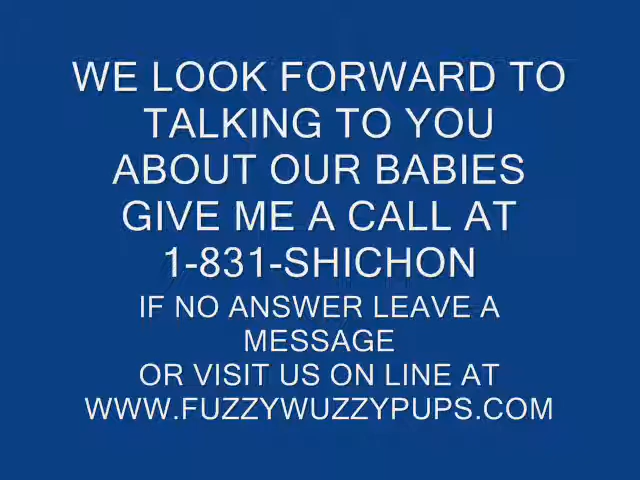 WE LOOK FORWARD TO
TALKING TO YOU
ABOUT OUR BABIES
GIVE ME A CALL AT
1-831-SHICHON
IF NO ANSWER LEAVE A
MESSAGE
OR VISIT US ON LINE AT
WWW.FUZZYWUZZYPUPS.COM